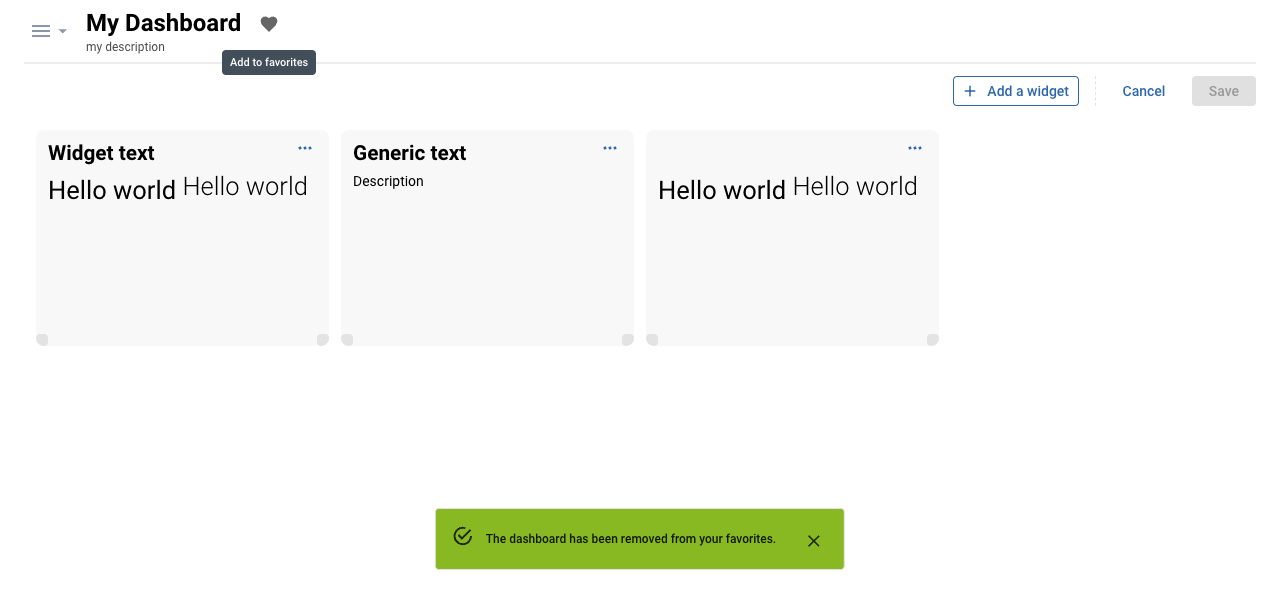 My Dashboard
my description
Add to favorites
Add a widget
Cancel
Save
Widget text
Hello world Hello world
Generic text
Description
Hello world Hello world
The dashboard has been removed from your favorites.